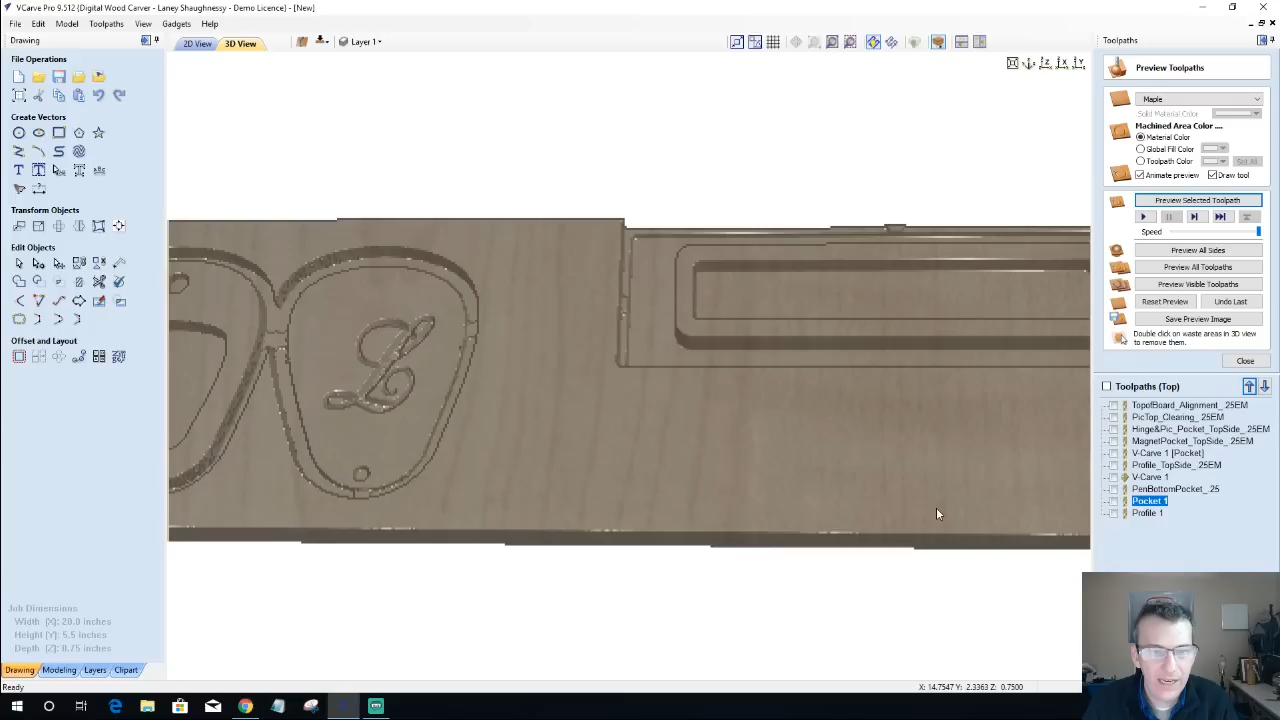 VCarve Pro 9.512 {Digital Wood Carver - Laney Shaughnessy - Demo Licence} - [New]
File Edit Model Toolpaths View Gadgets Help
Drawing
2D View 3D View Layer 1
Toolpaths
File Operations
Create Vectors
Transform Objects
Edit Objects
Offset and Layout
Job Dimensions
Width (X): 20.0 inches
Height (Y): 5.5 inches
Depth (Z): 0.75 inches
Drawing Modeling Layers Clipart
Ready
L
Preview Toolpaths
Maple
Solid Material Color
Machined Area Color ....
Material Color
Global Fill Color
Toolpath Color Set All
Animate preview Draw tool
Preview Selected Toolpath
Speed
Preview All Sides
Preview All Toolpaths
Preview Visible Toolpaths
Reset Preview Undo Last
Save Preview Image
Double click on waste areas in 3D view
to remove them.
Close
Toolpaths (Top)
TopofBoard_Alignment_.25EM
PicTop_Clearing_.25EM
Hinge&Pic_Pocket_TopSide_.25EM
MagnetPocket_TopSide_.25EM
V-Carve 1 [Pocket]
Profile_TopSide_.25EM
V-Carve 1
PenBottomPocket_.25
Pocket 1
Profile 1
X: 14.7547 Y: 2.3363 Z: 0.7500